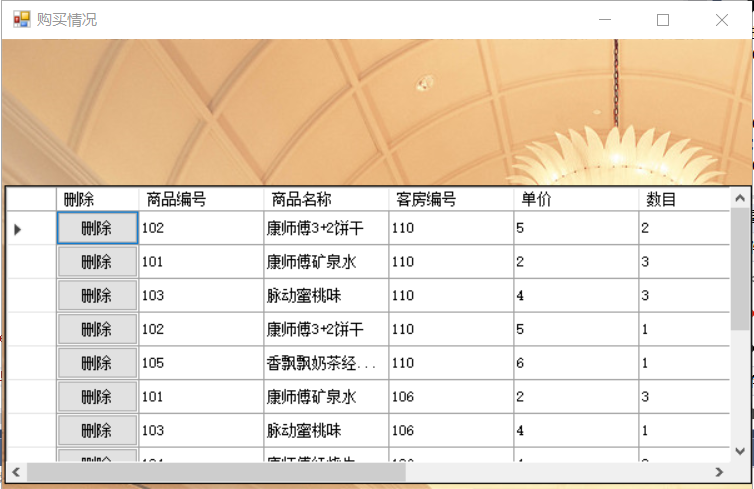 购买情况
删除 商品编号 商品名称 客房编号 单价 数目
删除 102 康师傅3+2饼干 110 5 2
删除 101 康师傅矿泉水 110 2 3
删除 103 脉动蜜桃味 110 4 3
删除 102 康师傅3+2饼干 110 5 1
删除 105 香飘飘奶茶经... 110 6 1
删除 101 康师傅矿泉水 106 2 3
删除 103 脉动蜜桃味 106 4 1
删除